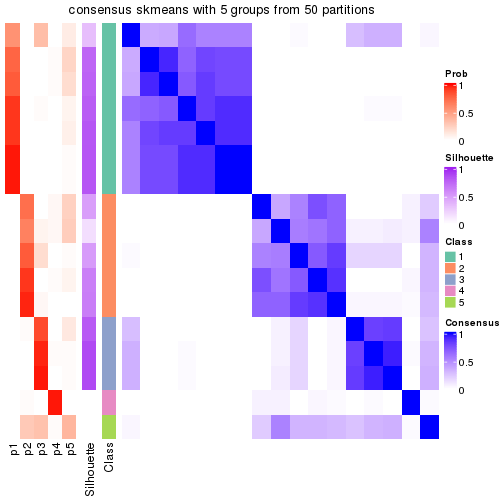 consensus skmeans with 5 groups from 50 partitions
Prob
1
0.5
0
Silhouette
1
0.5
0
Class
1
2
3
4
5
Consensus
1
0.5
0
p1
p2
p3
p4
p5
Silhouette
Class